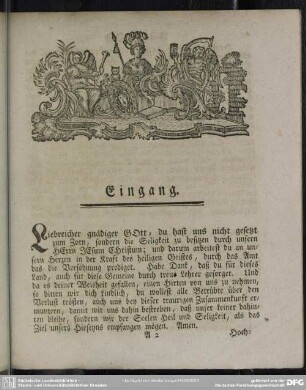 Eingang.
Liebreicher gnädiger GOtt, du hast uns nicht gesetzt
zum Zorn, sondern die Seligkeit zu besitzen durch unsern
HErrn JEsum CHristum; und darum arbeitest du an un-
sern Herzen in der Kraft des heiligen Geistes, durch das Amt
das die Versöhnung prediget. Habe Dank, daß du für dieses
Land, auch für diese Gemeine durch treue Lehrer gesorget. Und
da es deiner Weisheit gefallen, einen Hirten von uns zu nehmen,
so bitten wir dich kindlich, du wollest alle Betrübte über den
Verlust trösten, auch uns bey dieser traurigen Zusammenkunft er-
muntern, damit wir uns dahin bestreben, daß unser keiner dahin-
ten bleibe, sondern wir der Seelen Heil und Seligkeit, als das
Ziel unsers Hierseyns empfangen mögen. Amen.
A 2 Hoch-